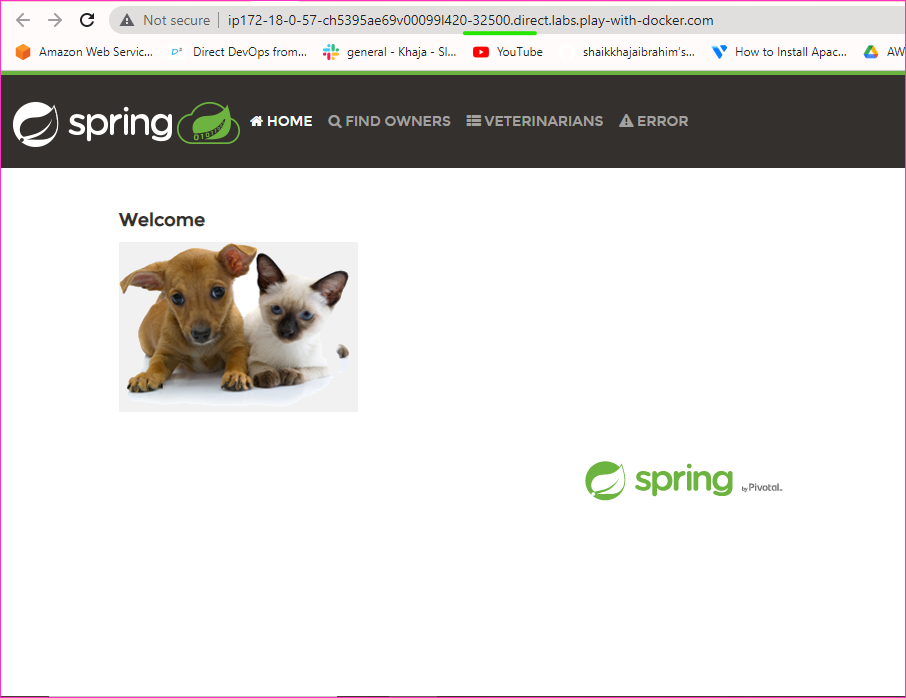 Not secure | ip172-18-0-57-ch5395ae69v00099l420-32500.direct.labs.play-with-docker.com
Amazon Web Servic... Direct DevOps from... general - Khaja - Sl... YouTube shaikkhajaibrahim's... How to Install Apac... AW
spring HOME FIND OWNERS VETERINARIANS ERROR
Welcome
spring by Pivotal.